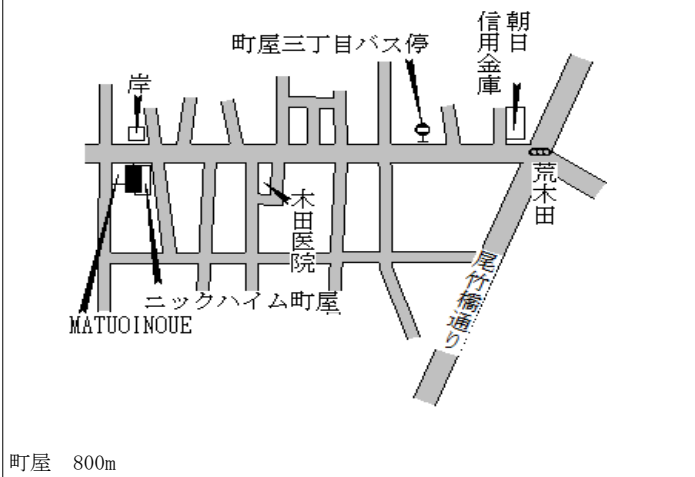 町屋三丁目バス停
朝日
信用金庫
岸
荒木田
木田医院
尾竹橋通り
ニックハイム町屋
MATUOINOUE
町屋 800m